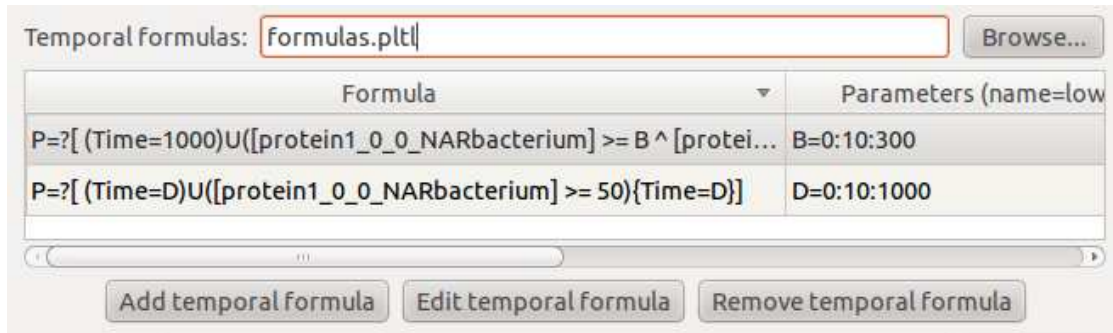 Temporal formulas: formulas.pltl Browse...
Formula Parameters (name=low
P=?[ (Time=1000)U([protein1_0_0_NARbacterium] >= B ^ [protei... B=0:10:300
P=?[ (Time=D)U([protein1_0_0_NARbacterium] >= 50){Time=D}] D=0:10:1000
Add temporal formula Edit temporal formula Remove temporal formula